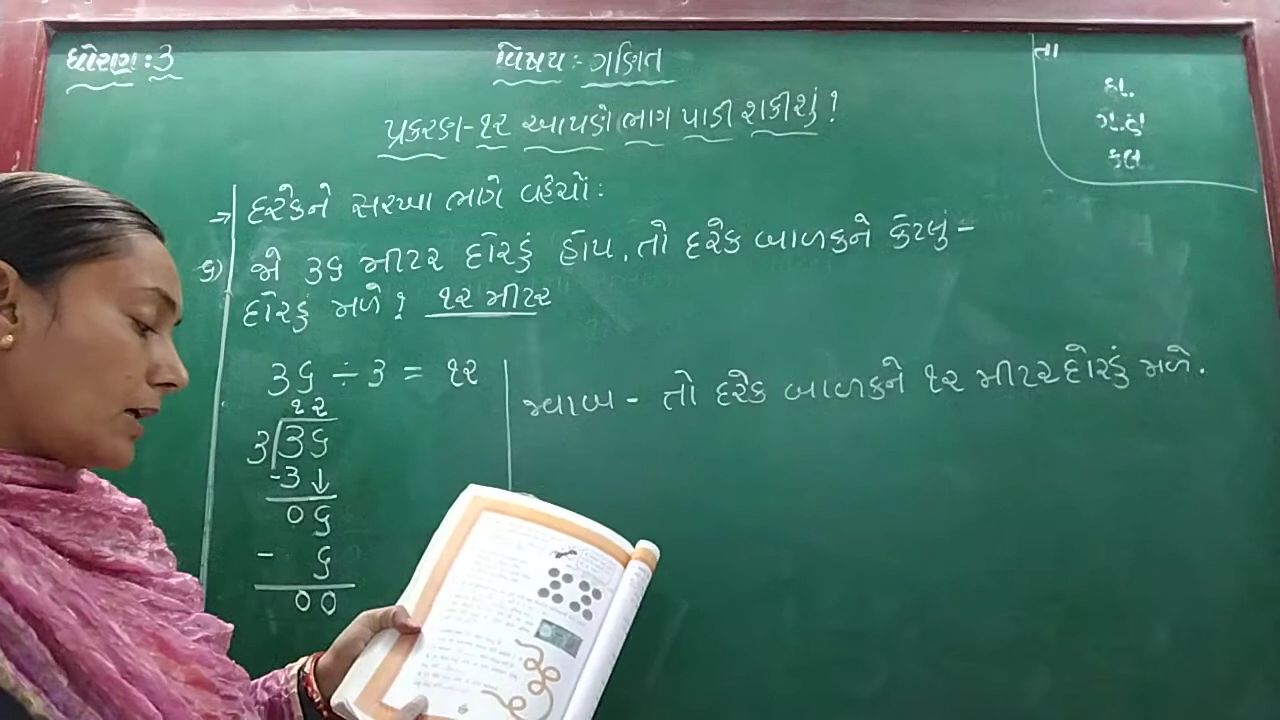 ધોરણ : 3
વિષય :- ગણિત
તા
કા.
ગ.હા
કલ
પ્રકરણ-૧૨ આપણે ભાગ પાડી શકીશું ?
→ દરેકને સરખા ભાગે વહેંચો :
ક) જો ૩૬ મીટર દોરડું હોય, તો દરેક બાળકને કેટલું -
દોરડું મળે ? ૧૨ મીટર
૩૬ ÷ ૩ = ૧૨
૧૨
૩ ૩૬
-૩ ↓
૦૬
- ૬
૦૦
જવાબ - તો દરેક બાળકને ૧૨ મીટર દોરડું મળે.